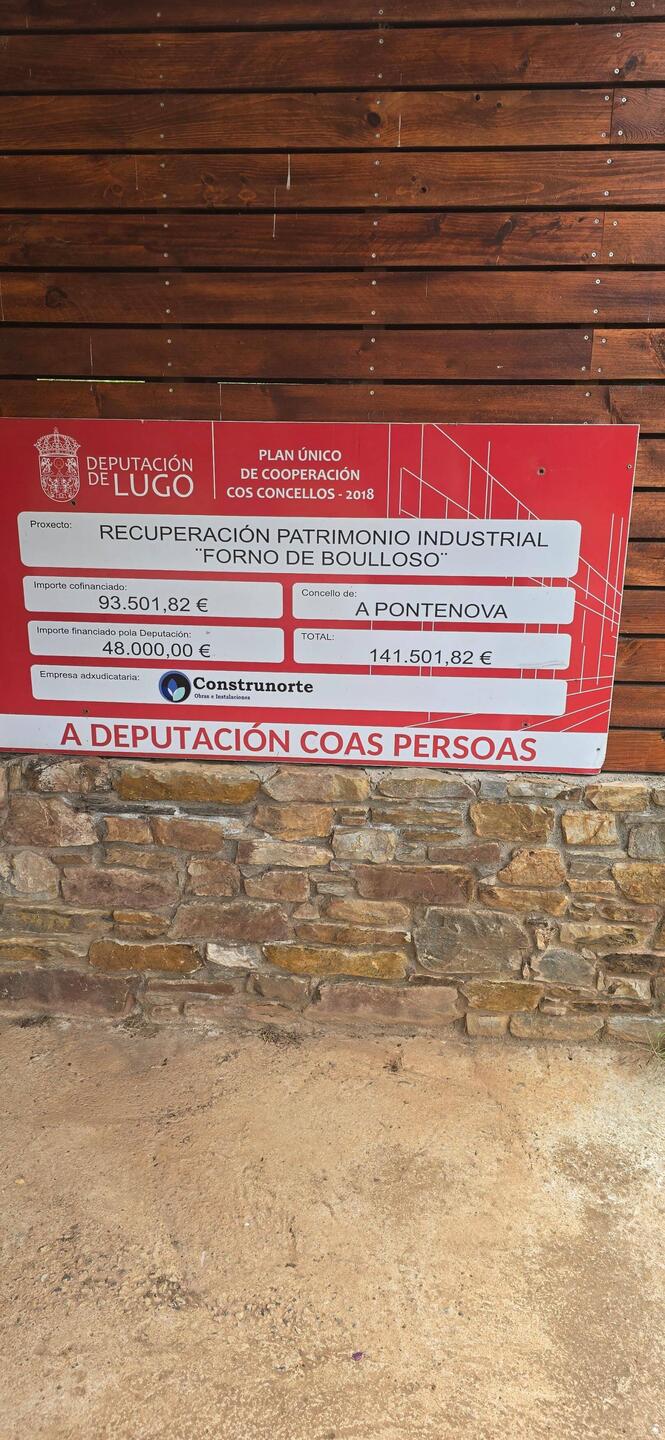 DEPUTACIÓN
DE LUGO
PLAN ÚNICO
DE COOPERACIÓN
COS CONCELLOS - 2018
Proxecto:
RECUPERACIÓN PATRIMONIO INDUSTRIAL
¨FORNO DE BOULLOSO¨
Importe cofinanciado:
93.501,82 €
Concello de:
A PONTENOVA
Importe financiado pola Deputación:
48.000,00 €
TOTAL:
141.501,82 €
Empresa adxudicataria:
Construnorte
Obras e Instalaciones
A DEPUTACIÓN COAS PERSOAS